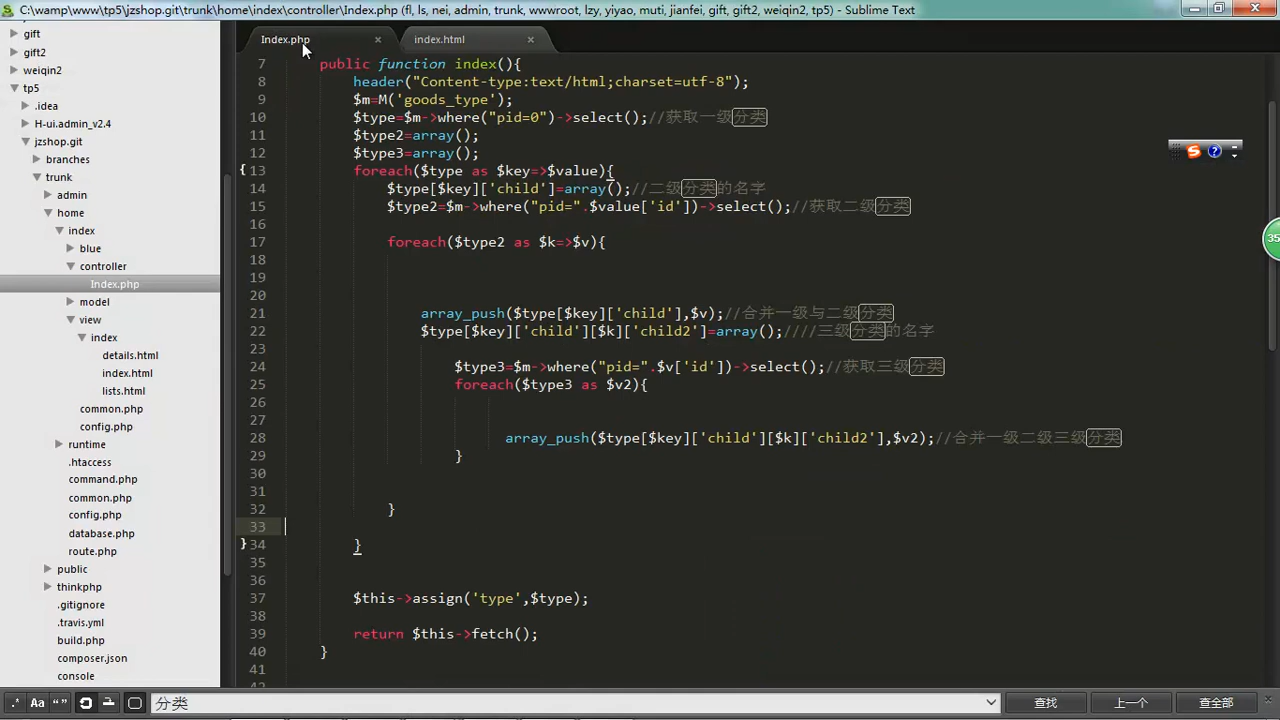 C:\wamp\www\tp5\jzshop.git\trunk\home\index\controller\Index.php (fl, ls, nei, admin, trunk, wwwroot, lzy, yiyao, muti, jianfei, gift, gift2, weiqin2, tp5) - Sublime Text
gift
gift2
weiqin2
tp5
.idea
H-ui.admin_v2.4
jzshop.git
branches
trunk
admin
home
index
blue
controller
Index.php
model
view
index
details.html
index.html
lists.html
common.php
config.php
runtime
.htaccess
command.php
common.php
config.php
database.php
route.php
public
thinkphp
.gitignore
.travis.yml
build.php
composer.json
console
Index.php × index.html ×
7 public function index(){
8 header("Content-type:text/html;charset=utf-8");
9 $m=M('goods_type');
10 $type=$m->where("pid=0")->select();//获取一级分类
11 $type2=array();
12 $type3=array();
13 foreach($type as $key=>$value){
14 $type[$key]['child']=array();//二级分类的名字
15 $type2=$m->where("pid=".$value['id'])->select();//获取二级分类
16
17 foreach($type2 as $k=>$v){
18
19
20
21 array_push($type[$key]['child'],$v);//合并一级与二级分类
22 $type[$key]['child'][$k]['child2']=array();////三级分类的名字
23
24 $type3=$m->where("pid=".$v['id'])->select();//获取三级分类
25 foreach($type3 as $v2){
26
27
28 array_push($type[$key]['child'][$k]['child2'],$v2);//合并一级二级三级分类
29 }
30
31
32 }
33
34 }
35
36
37 $this->assign('type',$type);
38
39 return $this->fetch();
40 }
41
35
.* Aa “ ” 分类 查找 上一个 查全部